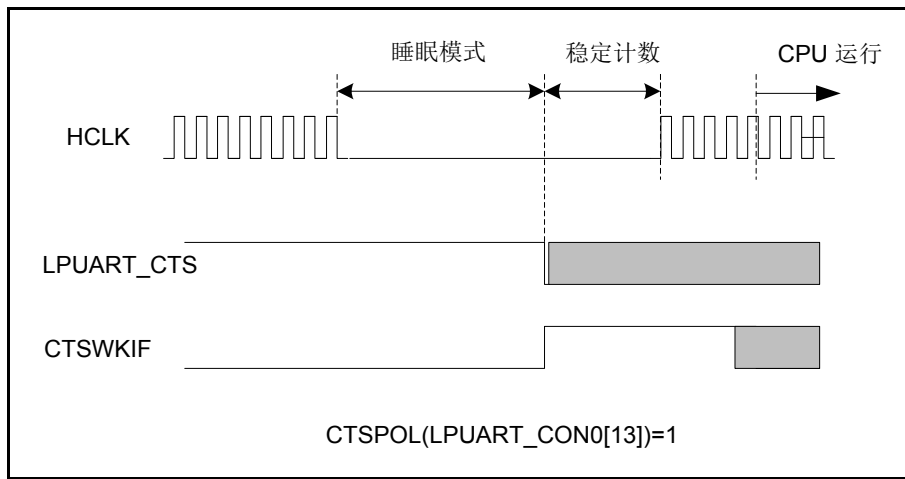 睡眠模式
稳定计数
CPU 运行
HCLK
LPUART_CTS
CTSWKIF
CTSPOL(LPUART_CON0[13])=1